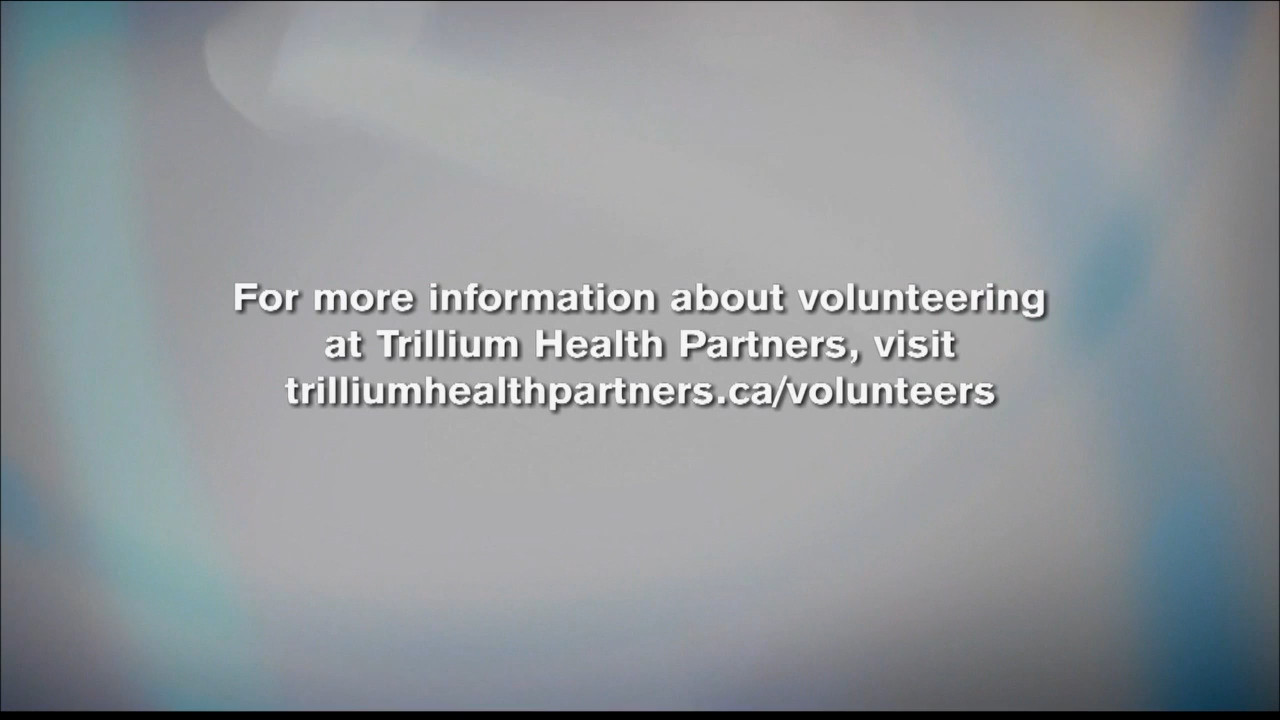 For more information about volunteering
at Trillium Health Partners, visit
trilliumhealthpartners.ca/volunteers